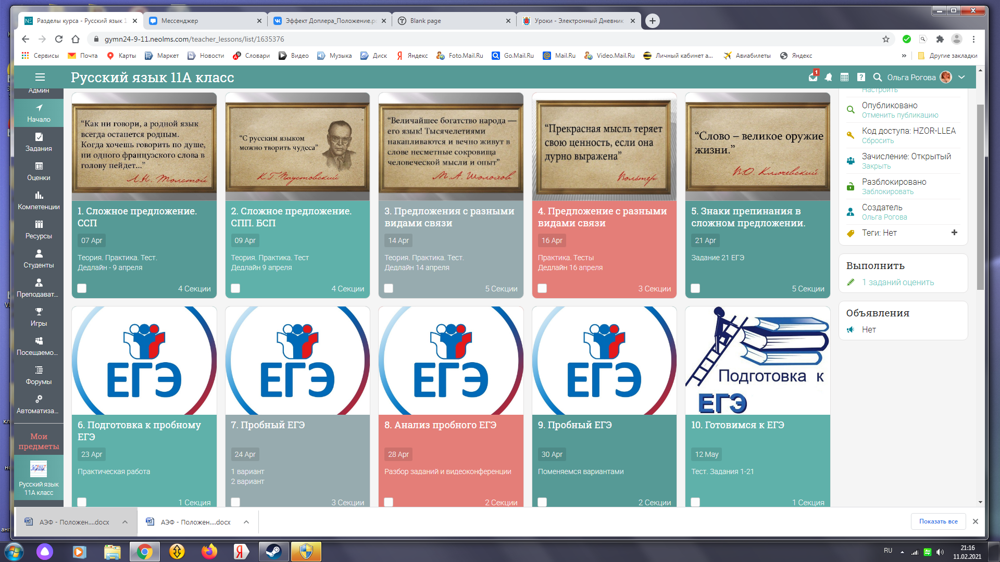 Разделы курса - Русский язык 1
Мессенджер
Эффект Доплера_Положение.ро
Blank page
Уроки - Электронный Дневник
gymn24-9-11.neolms.com/teacher_lessons/list/1635376
Сервисы
Почта
Карты
Маркет
Новости
Словари
Видео
Музыка
Диск
Яндекс
Foto.Mail.Ru
Go.Mail.Ru
Mail.Ru
Video.Mail.Ru
Личный кабинет а...
Авиабилеты
Яндекс
»
Другие закладки
Русский язык 11А класс
1
Ольга Рогова
Админ
Начало
Задания
Оценки
Компетенции
Ресурсы
Студенты
Преподават...
Игры
Посещаемо...
Форумы
Автоматиза...
Мои
предметы
Русский язык
11А класс
“Как ни говори, а родной язык
всегда останется родным.
Когда хочешь говорить по душе,
ни одного французского слова в
голову нейдет...”
Л.Н. Толстой
1. Сложное предложение.
ССП
07 Apr
Теория. Практика. Тест.
Дедлайн - 9 апреля
4 Секции
“С русским языком
можно творить чудеса”
К.Г. Паустовский
2. Сложное предложение.
СПП. БСП
09 Apr
Теория. Практика. Тест
Дедлайн 9 апреля
4 Секции
“Величайшее богатство народа —
его язык! Тысячелетиями
накапливаются и вечно живут в
слове несметные сокровища
человеческой мысли и опыт”
М.А. Шолохов
3. Предложения с разными
видами связи
14 Apr
Теория. Практика. Тест.
Дедлайн 14 апреля
5 Секции
“Прекрасная мысль теряет
свою ценность, если она
дурно выражена”
Вольтер
4. Предложение с разными
видами связи
16 Apr
Практика. Тесты
Дедлайн 16 апреля
3 Секции
“Слово – великое оружие
жизни.”
В.О. Ключевский
5. Знаки препинания в
сложном предложении.
21 Apr
Задание 21 ЕГЭ
5 Секции
ЕГЭ
6. Подготовка к пробному
ЕГЭ
23 Apr
Практическая работа
1 Секция
ЕГЭ
7. Пробный ЕГЭ
24 Apr
1 вариант
2 вариант
3 Секции
ЕГЭ
8. Анализ пробного ЕГЭ
28 Apr
Разбор заданий и видеоконференции
2 Секции
ЕГЭ
9. Пробный ЕГЭ
30 Apr
Поменяемся вариантами
2 Секции
Подготовка к
ЕГЭ
10. Готовимся к ЕГЭ
12 May
Тест. Задания 1-21
1 Секция
Настроить
Опубликовано
Отменить публикацию
Код доступа: HZOR-LLEA
Сбросить
Зачисление: Открытый
Закрыть
Разблокировано
Заблокировать
Создатель
Ольга Рогова
Теги: Нет
Выполнить
1 заданий оценить
Объявления
Нет
АЭФ - Положен....docx
АЭФ - Положен....docx
Показать все
RU
21:16
11.02.2021